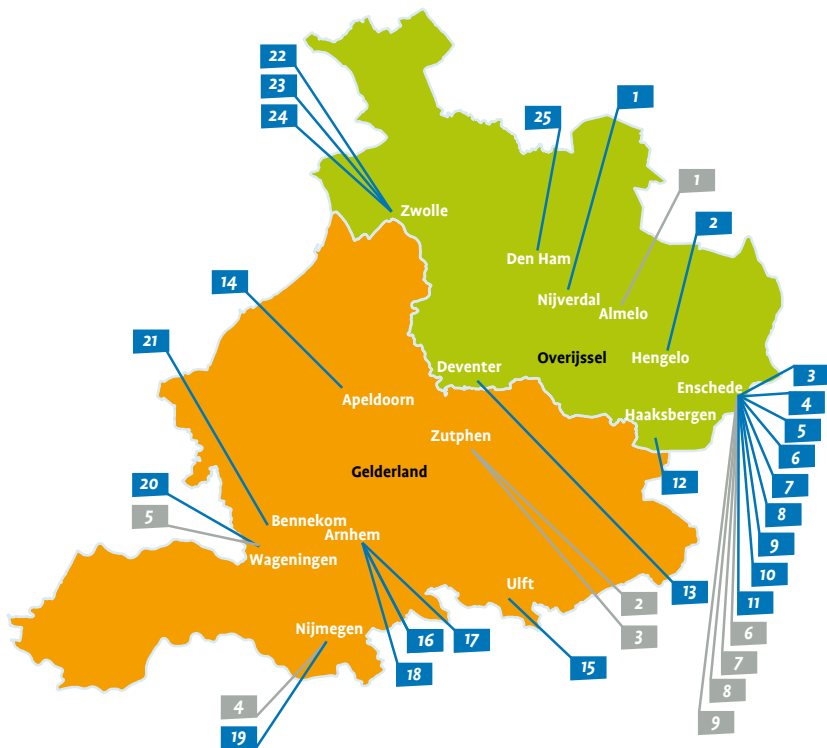 22
23
24
1
25
1
2
Zwolle
Den Ham
14
Nijverdal
Almelo
21
Overijssel
Hengelo
Deventer
3
Enschede
4
Apeldoorn
Haaksbergen
5
Zutphen
6
Gelderland
12
7
20
8
5
Bennekom
9
Arnhem
Wageningen
10
Ulft
13
2
11
Nijmegen
16
17
3
6
18
15
7
4
8
19
9